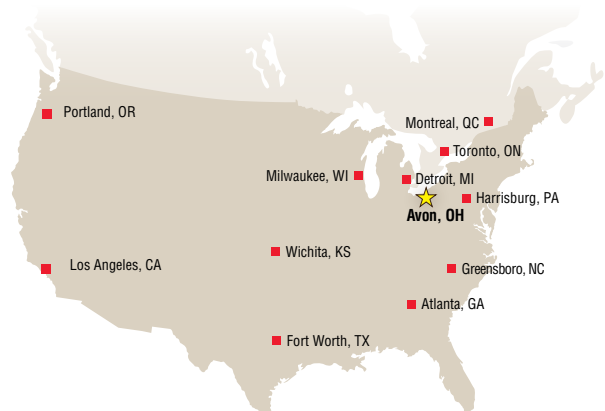 Portland, OR
Montreal, QC
Toronto, ON
Milwaukee, WI
Detroit, MI
Harrisburg, PA
Avon, OH
Wichita, KS
Los Angeles, CA
Greensboro, NC
Atlanta, GA
Fort Worth, TX